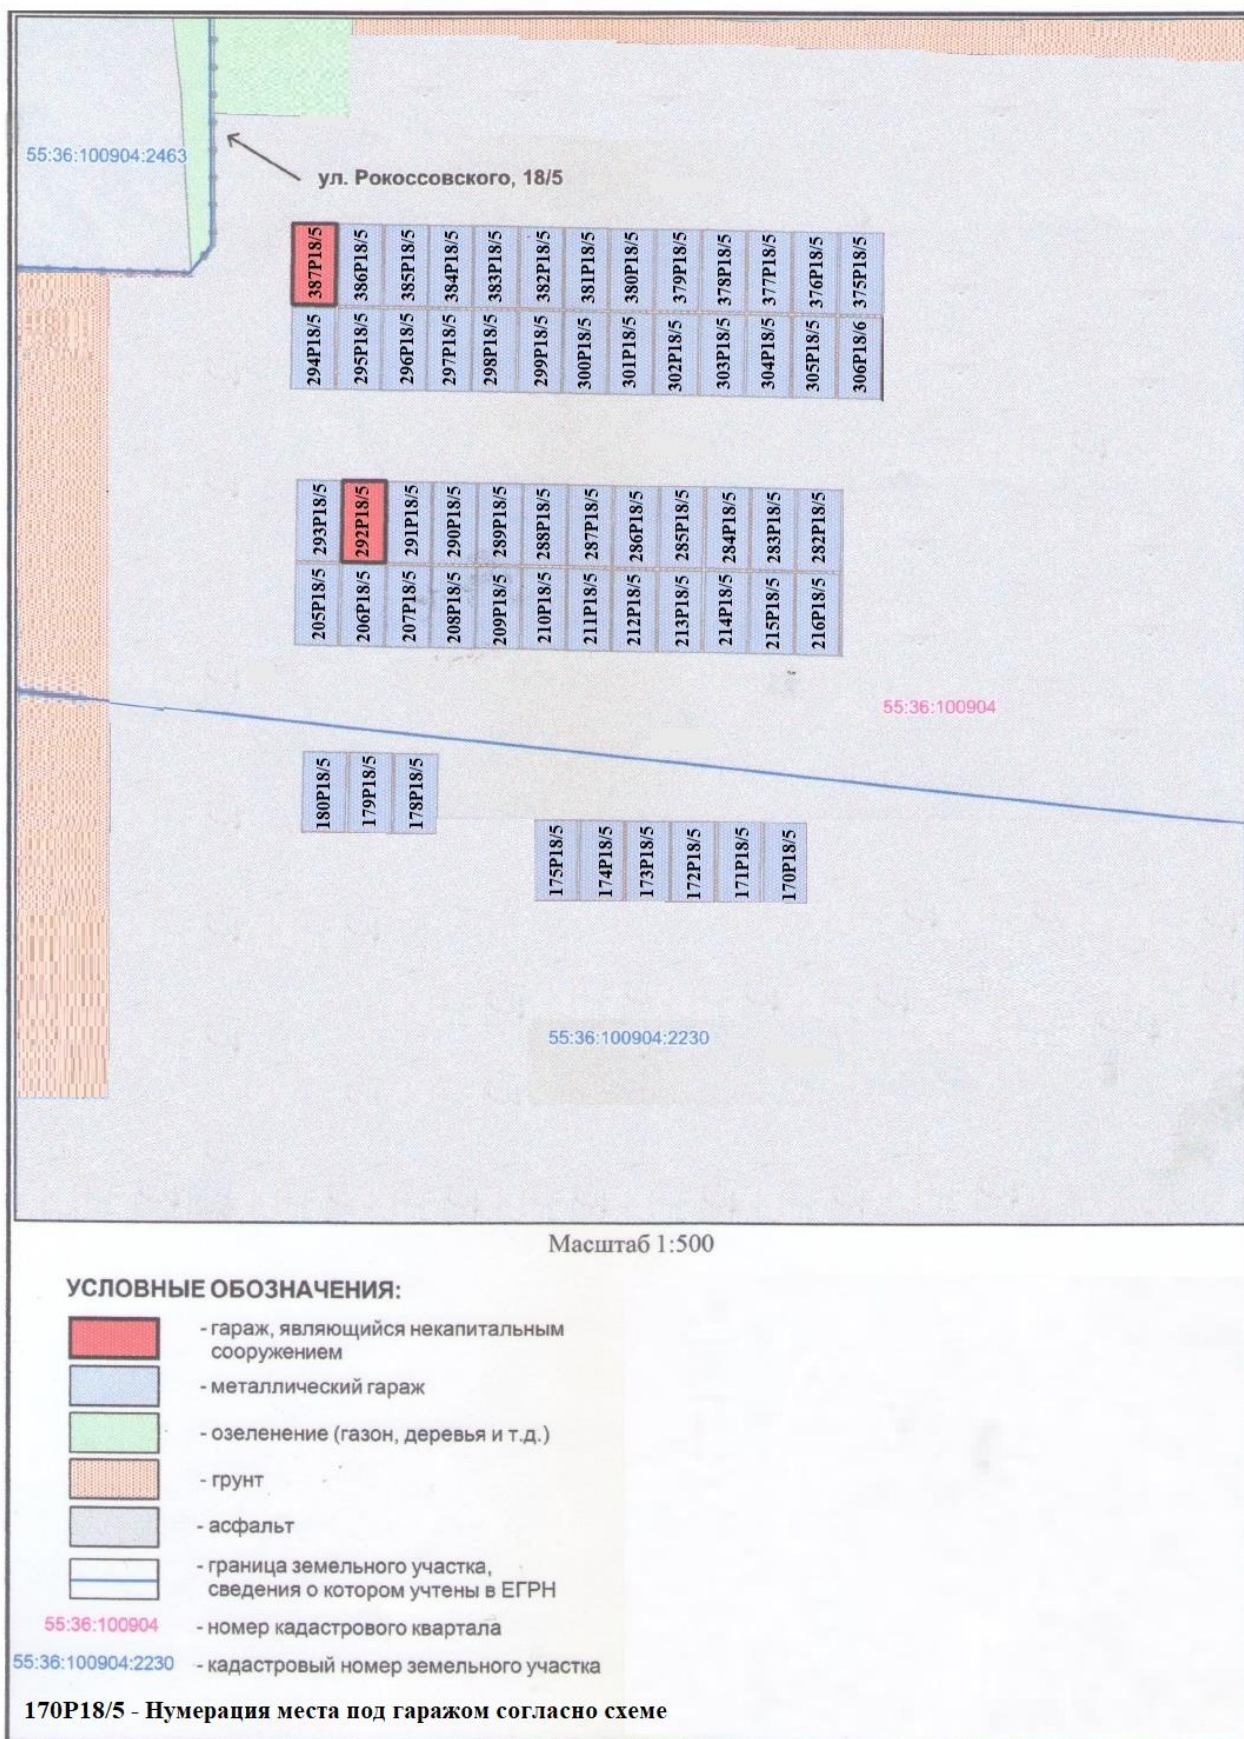 55:36:100904:2463
ул. Рокоссовского, 18/5
387Р18/5 386Р18/5 385Р18/5 384Р18/5 383Р18/5 382Р18/5 381Р18/5 380Р18/5 379Р18/5 378Р18/5 377Р18/5 376Р18/5 375Р18/5
294Р18/5 295Р18/5 296Р18/5 297Р18/5 298Р18/5 299Р18/5 300Р18/5 301Р18/5 302Р18/5 303Р18/5 304Р18/5 305Р18/5 306Р18/6
293Р18/5 292Р18/5 291Р18/5 290Р18/5 289Р18/5 288Р18/5 287Р18/5 286Р18/5 285Р18/5 284Р18/5 283Р18/5 282Р18/5
205Р18/5 206Р18/5 207Р18/5 208Р18/5 209Р18/5 210Р18/5 211Р18/5 212Р18/5 213Р18/5 214Р18/5 215Р18/5 216Р18/5
55:36:100904
180Р18/5 179Р18/5 178Р18/5
175Р18/5 174Р18/5 173Р18/5 172Р18/5 171Р18/5 170Р18/5
55:36:100904:2230
Масштаб 1:500
УСЛОВНЫЕ ОБОЗНАЧЕНИЯ:
- гараж, являющийся некапитальным
сооружением
- металлический гараж
- озеленение (газон, деревья и т.д.)
- грунт
- асфальт
- граница земельного участка,
сведения о котором учтены в ЕГРН
55:36:100904 - номер кадастрового квартала
55:36:100904:2230 - кадастровый номер земельного участка
170Р18/5 - Нумерация места под гаражом согласно схеме